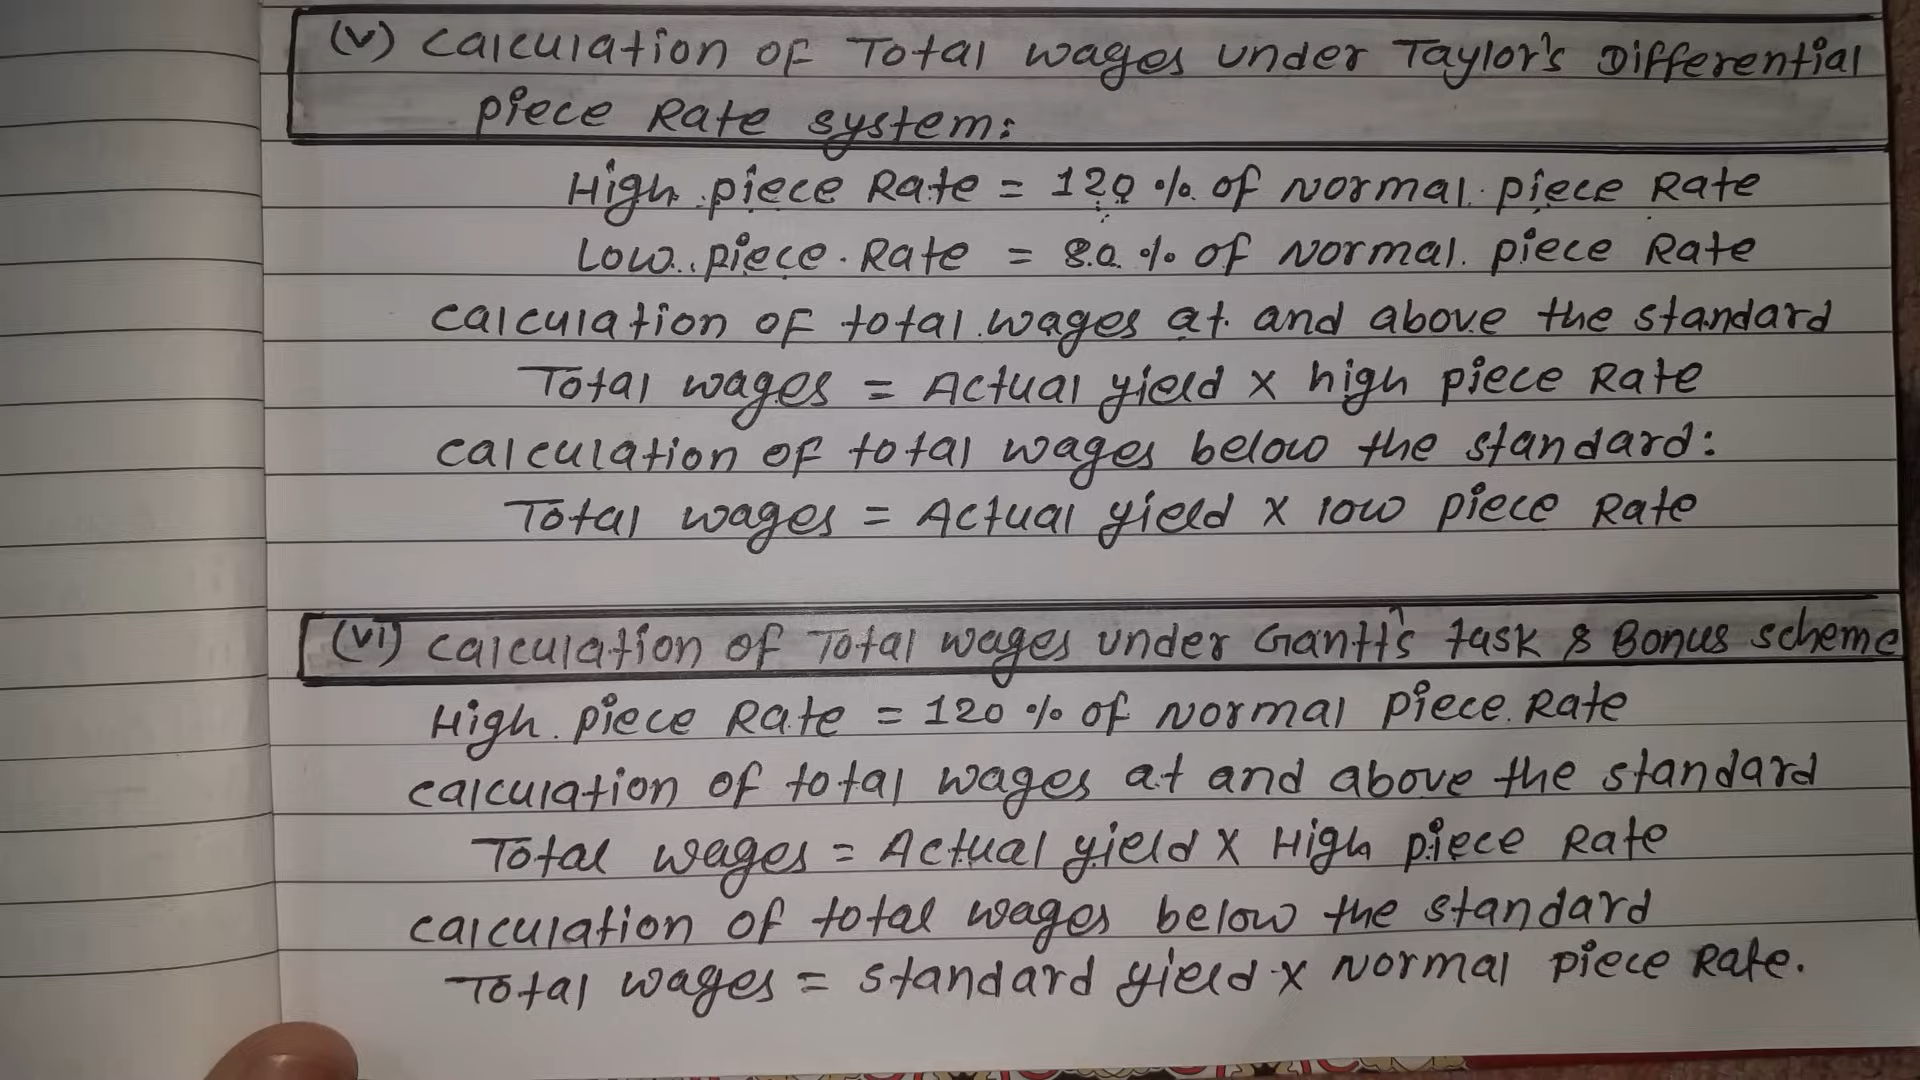 (v) Calculation of Total wages under Taylor's Differential
piece Rate system:
High piece Rate = 120 % of Normal piece Rate
Low piece Rate = 80 % of Normal piece Rate
calculation of total wages at and above the standard
Total wages = Actual yield x high piece Rate
calculation of total wages below the standard:
Total wages = Actual yield x low piece Rate
(vi) calculation of Total wages under Gantt's task & Bonus scheme
High piece Rate = 120 % of Normal piece Rate
calculation of total wages at and above the standard
Total wages = Actual yield x High piece Rate
calculation of total wages below the standard
Total wages = standard yield x Normal piece Rate.